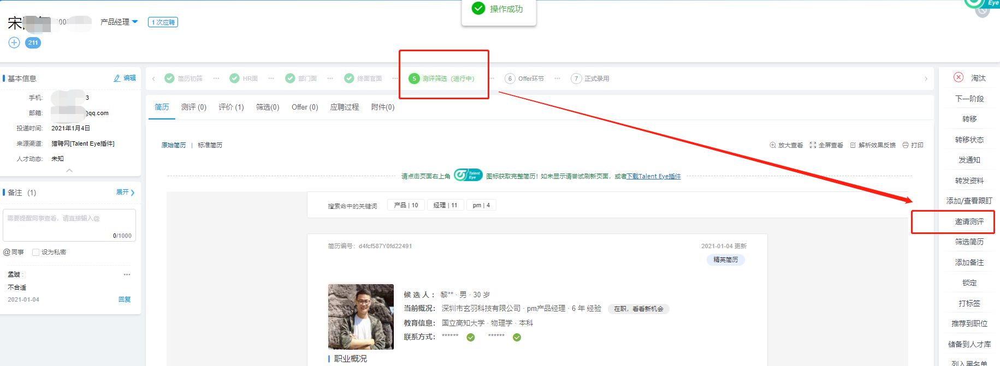 操作成功
Eye
宋
00
产品经理
1 次应聘
211
基本信息
编辑
手机:
3
邮箱:
@qq.com
投递时间:
2021年1月4日
来源渠道:
猎聘网[Talent Eye插件]
人才动态:
未知
备注 (1)
展开
需要提醒同事查看，请直接输入@
0/1000
@同事
设为私密
孟璇 :
不合适
2021-01-04
回复
简历初筛
HR面
部门面
终面官面
5 测评筛选（进行中）
6 Offer环节
7 正式录用
简历
测评 (0)
评价 (1)
筛选(0)
Offer (0)
应聘过程
附件(0)
原始简历 | 标准简历
放大查看
全屏查看
解析效果反馈
打印
请点击页面右上角 Talent Eye 图标获取完整简历！如未显示请尝试刷新页面，或者下载Talent Eye插件
搜索命中的关键词
产品 | 10
经理 | 11
pm | 4
简历编号：d4fcf587Y0fd22491
2021-01-04 更新
精英简历
候 选 人 ： 黎** · 男 · 30 岁
当前概况： 深圳市玄羽科技有限公司 · pm产品经理 · 6 年 经验
在职，看看新机会
教育信息： 国立高知大学 · 物理学 · 本科
联系方式： ****** ******
职业概况
淘汰
下一阶段
转移
转移状态
发通知
转发资料
添加/查看跟盯
邀请测评
筛选简历
添加备注
锁定
打标签
推荐到职位
储备到人才库
列入黑名单